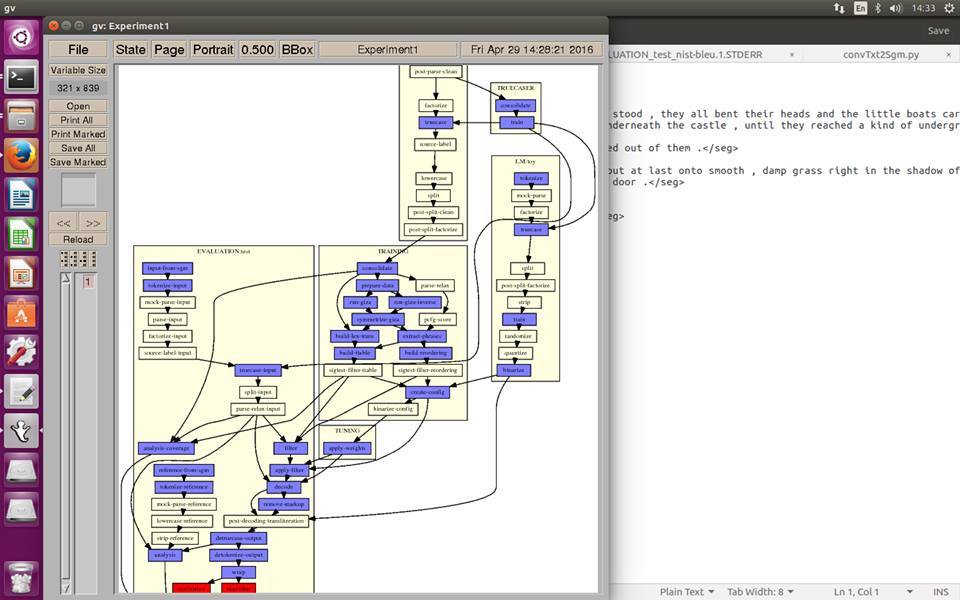 gv
En
14:33
gv: Experiment1
Save
File
State Page Portrait 0.500 BBox Experiment1 Fri Apr 29 14:28:21 2016
Variable Size
321 x 839
Open
Print All
Print Marked
Save All
Save Marked
<< >>
Reload
1
LUATION_test_nist-bleu.1.STDERR × convTxt2Sgm.py ×
stood , they all bent their heads and the little boats car
derneath the castle , until they reached a kind of undergr
ed out of them .</seg>
out at last onto smooth , damp grass right in the shadow of
door .</seg>
eg>
post-parse-clean
factorize
truecase
source-label
lowercase
split
post-split-clean
post-split-factorize
TRUECASER
consolidate
train
LM:toy
tokenize
mock-parse
factorize
truecase
split
post-split-factorize
strip
train
randomize
quantize
binarize
EVALUATION:test
input-from-sgm
tokenize-input
mock-parse-input
parse-input
factorize-input
source-label-input
truecase-input
split-input
parse-relax-input
analysis-coverage
filter
apply-filter
decode
remove-markup
post-decoding-transliteration
reference-from-sgm
tokenize-reference
mock-parse-reference
lowercase-reference
strip-reference
detruecase-output
analysis
detokenize-output
wrap
TRAINING
consolidate
prepare-data
parse-relax
run-giza
run-giza-inverse
symmetrize-giza
pcfg-score
build-lex-trans
extract-phrases
build-ttable
build-reordering
sigtest-filter-ttable
sigtest-filter-reordering
create-config
binarize-config
TUNING
apply-weights
Plain Text Tab Width: 8 Ln 1, Col 1 INS